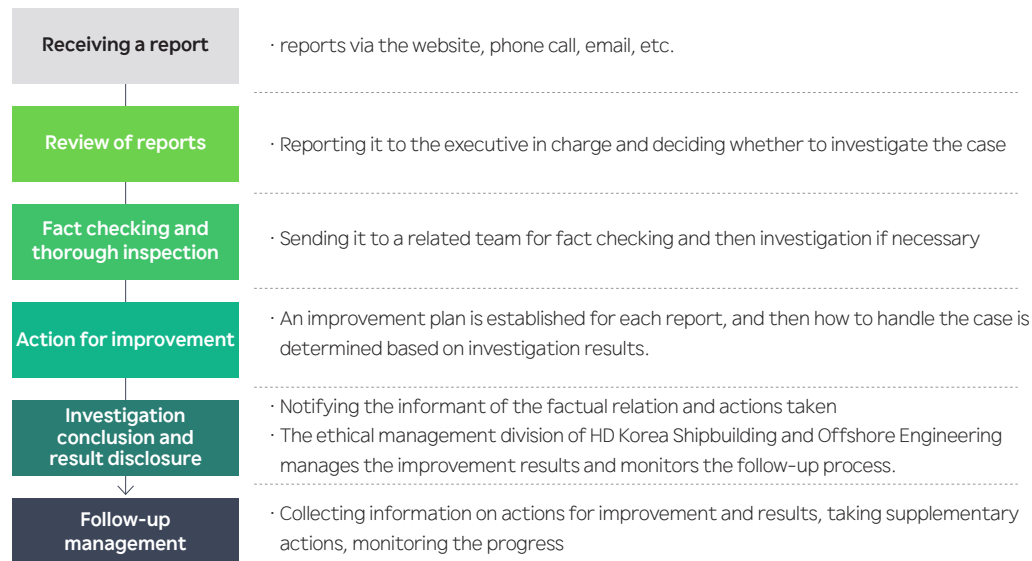 Receiving a report
· reports via the website, phone call, email, etc.
Review of reports
· Reporting it to the executive in charge and deciding whether to investigate the case
Fact checking and
thorough inspection
· Sending it to a related team for fact checking and then investigation if necessary
Action for improvement
· An improvement plan is established for each report, and then how to handle the case is
determined based on investigation results.
Investigation
conclusion and
result disclosure
· Notifying the informant of the factual relation and actions taken
· The ethical management division of HD Korea Shipbuilding and Offshore Engineering
manages the improvement results and monitors the follow-up process.
Follow-up
management
· Collecting information on actions for improvement and results, taking supplementary
actions, monitoring the progress